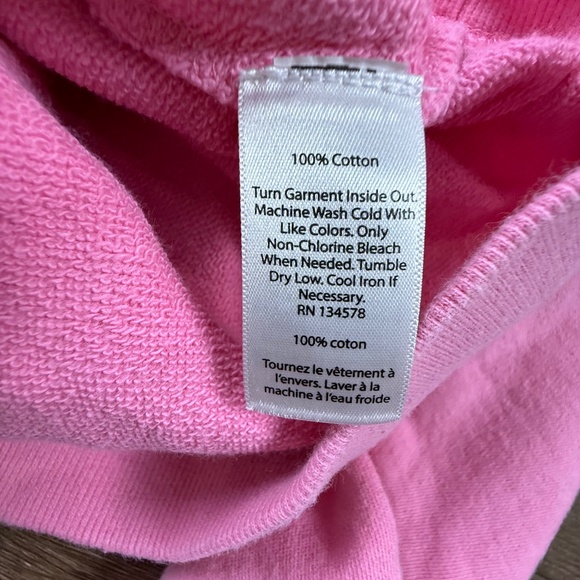 100% Cotton
Turn Garment Inside Out.
Machine Wash Cold With
Like Colors. Only
Non-Chlorine Bleach
When Needed. Tumble
Dry Low. Cool Iron If
Necessary.
RN 134578
100% coton
Tournez le vêtement à
l'envers. Laver à la
machine à l'eau froide